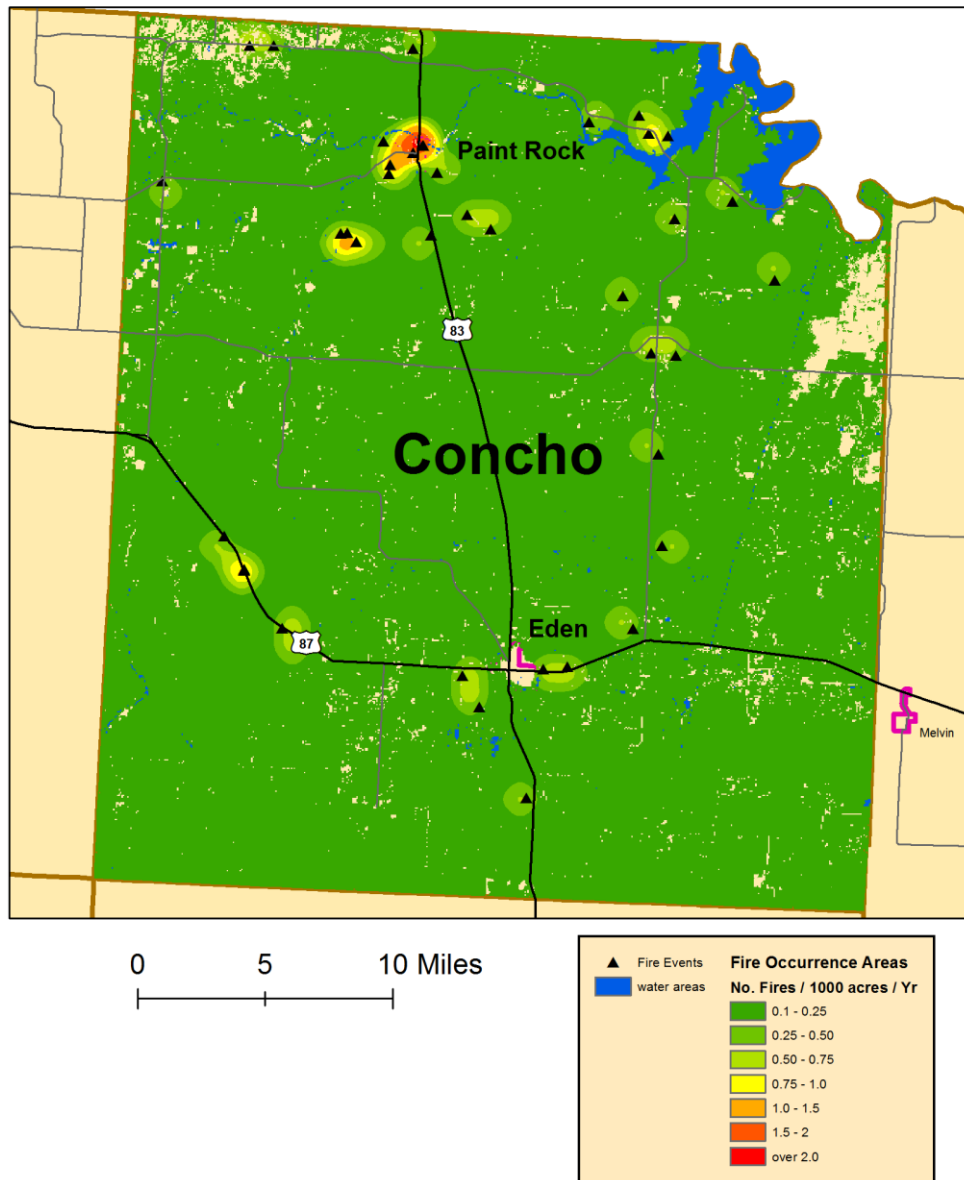 Paint Rock
83
Concho
Eden
87
Melvin
0 5 10 Miles
Fire Events
water areas
Fire Occurrence Areas
No. Fires / 1000 acres / Yr
0.1 - 0.25
0.25 - 0.50
0.50 - 0.75
0.75 - 1.0
1.0 - 1.5
1.5 - 2
over 2.0